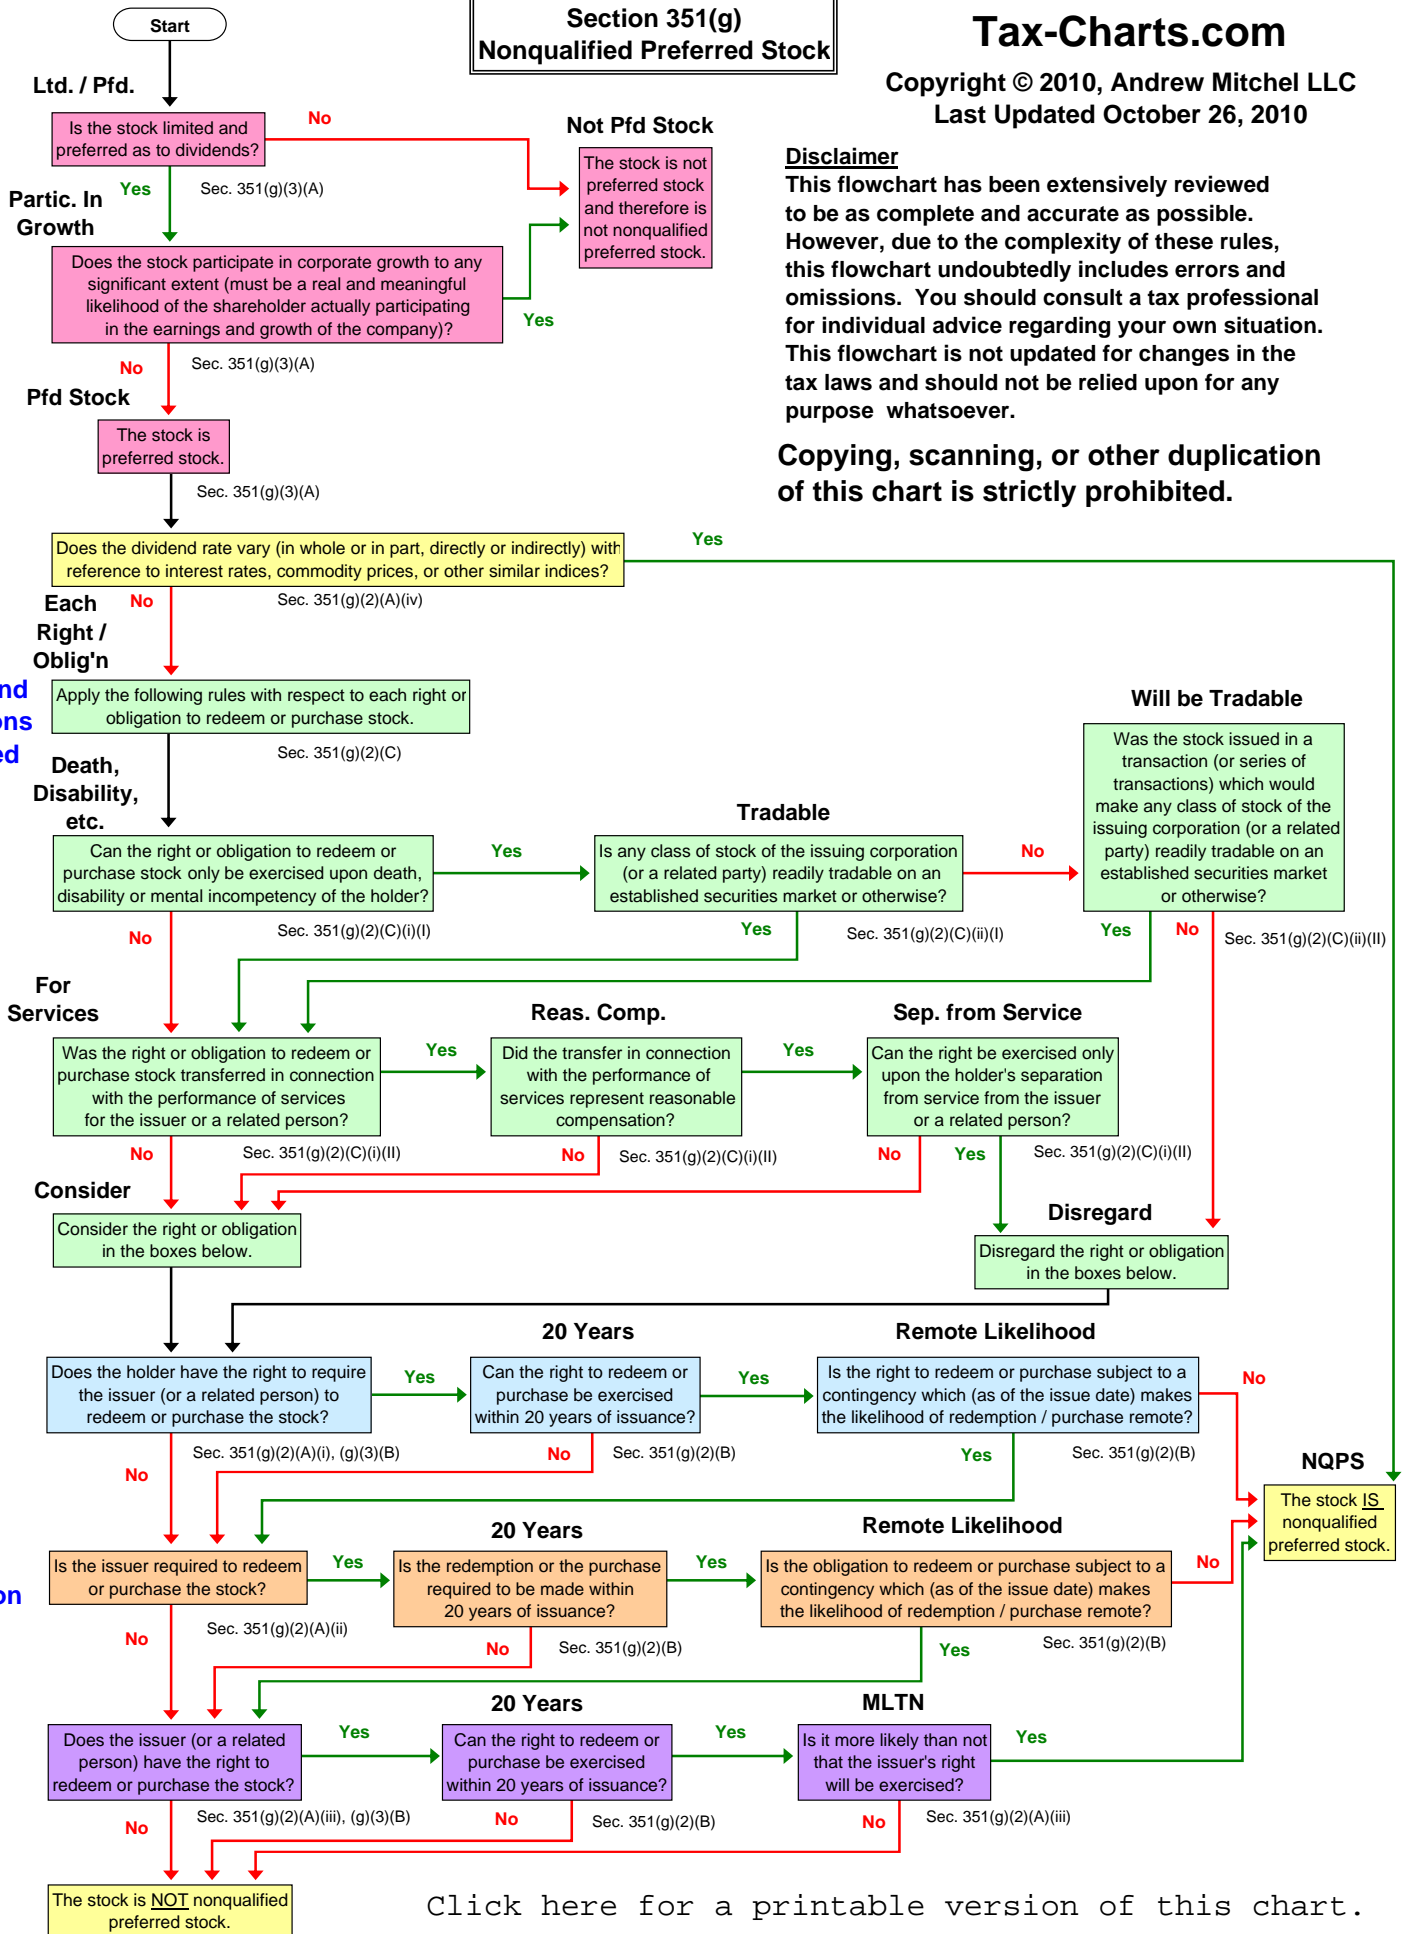 Start
Section 351(g)
Nonqualified Preferred Stock
Tax-Charts.com
Copyright © 2010, Andrew Mitchel LLC
Last Updated October 26, 2010
Disclaimer
This flowchart has been extensively reviewed
to be as complete and accurate as possible.
However, due to the complexity of these rules,
this flowchart undoubtedly includes errors and
omissions. You should consult a tax professional
for individual advice regarding your own situation.
This flowchart is not updated for changes in the
tax laws and should not be relied upon for any
purpose whatsoever.
Copying, scanning, or other duplication
of this chart is strictly prohibited.
Ltd. / Pfd.
Is the stock limited and
preferred as to dividends?
No
Yes
Sec. 351(g)(3)(A)
Not Pfd Stock
The stock is not
preferred stock
and therefore is
not nonqualified
preferred stock.
Partic. In
Growth
Does the stock participate in corporate growth to any
significant extent (must be a real and meaningful
likelihood of the shareholder actually participating
in the earnings and growth of the company)?
Yes
No
Sec. 351(g)(3)(A)
Pfd Stock
The stock is
preferred stock.
Sec. 351(g)(3)(A)
Does the dividend rate vary (in whole or in part, directly or indirectly) with
reference to interest rates, commodity prices, or other similar indices?
Yes
No
Sec. 351(g)(2)(A)(iv)
Each
Right /
Oblig'n
nd
ons
ed
Apply the following rules with respect to each right or
obligation to redeem or purchase stock.
Sec. 351(g)(2)(C)
Death,
Disability,
etc.
Can the right or obligation to redeem or
purchase stock only be exercised upon death,
disability or mental incompetency of the holder?
Yes
No
Sec. 351(g)(2)(C)(i)(I)
Tradable
Is any class of stock of the issuing corporation
(or a related party) readily tradable on an
established securities market or otherwise?
No
Yes
Sec. 351(g)(2)(C)(ii)(I)
Will be Tradable
Was the stock issued in a
transaction (or series of
transactions) which would
make any class of stock of the
issuing corporation (or a related
party) readily tradable on an
established securities market
or otherwise?
Yes
No
Sec. 351(g)(2)(C)(ii)(II)
For
Services
Was the right or obligation to redeem or
purchase stock transferred in connection
with the performance of services
for the issuer or a related person?
Yes
No
Sec. 351(g)(2)(C)(i)(II)
Reas. Comp.
Did the transfer in connection
with the performance of
services represent reasonable
compensation?
Yes
No
Sec. 351(g)(2)(C)(i)(II)
Sep. from Service
Can the right be exercised only
upon the holder's separation
from service from the issuer
or a related person?
No
Yes
Sec. 351(g)(2)(C)(i)(II)
Consider
Consider the right or obligation
in the boxes below.
Disregard
Disregard the right or obligation
in the boxes below.
Does the holder have the right to require
the issuer (or a related person) to
redeem or purchase the stock?
Yes
No
Sec. 351(g)(2)(A)(i), (g)(3)(B)
20 Years
Can the right to redeem or
purchase be exercised
within 20 years of issuance?
Yes
No
Sec. 351(g)(2)(B)
Remote Likelihood
Is the right to redeem or purchase subject to a
contingency which (as of the issue date) makes
the likelihood of redemption / purchase remote?
No
Yes
Sec. 351(g)(2)(B)
NQPS
The stock IS
nonqualified
preferred stock.
on
Is the issuer required to redeem
or purchase the stock?
Yes
No
Sec. 351(g)(2)(A)(ii)
20 Years
Is the redemption or the purchase
required to be made within
20 years of issuance?
Yes
No
Sec. 351(g)(2)(B)
Remote Likelihood
Is the obligation to redeem or purchase subject to a
contingency which (as of the issue date) makes
the likelihood of redemption / purchase remote?
No
Yes
Sec. 351(g)(2)(B)
Does the issuer (or a related
person) have the right to
redeem or purchase the stock?
Yes
No
Sec. 351(g)(2)(A)(iii), (g)(3)(B)
20 Years
Can the right to redeem or
purchase be exercised
within 20 years of issuance?
Yes
No
Sec. 351(g)(2)(B)
MLTN
Is it more likely than not
that the issuer's right
will be exercised?
Yes
No
Sec. 351(g)(2)(A)(iii)
The stock is NOT nonqualified
preferred stock.
Click here for a printable version of this chart.